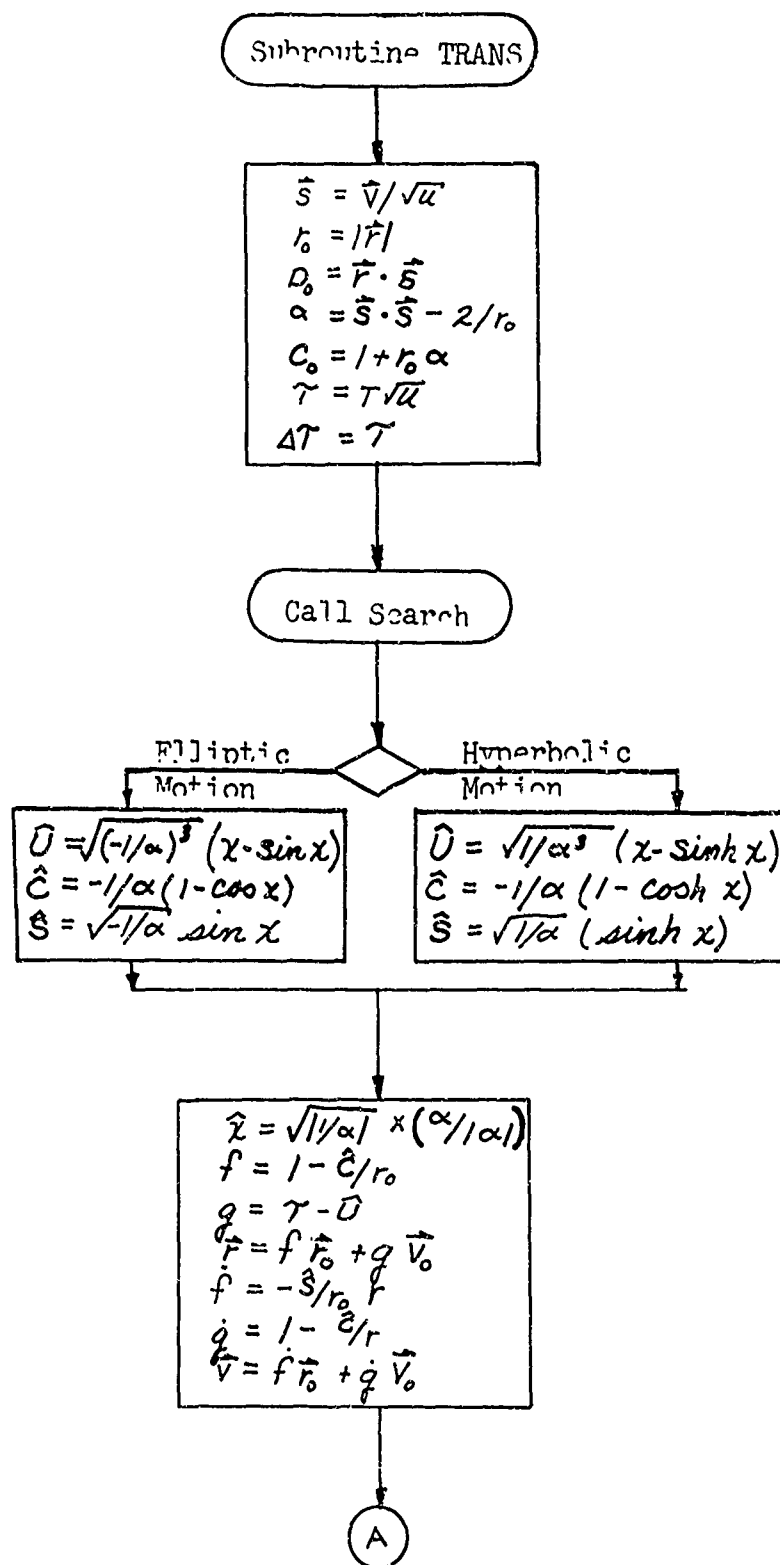 Subroutine TRANS
s⃗ = v⃗/√u
r₀ = |r⃗|
D₀ = r⃗ · s⃗
α = s⃗ · s⃗ - 2/r₀
C₀ = 1 + r₀ α
τ = T√u
Δτ = τ
Call Search
Elliptic Motion
Hyperbolic Motion
Û = √(-1/α)³ (x - sin x)
Ĉ = -1/α (1 - cos x)
Ŝ = √-1/α sin x
Û = √1/α³ (x - sinh x)
Ĉ = -1/α (1 - cosh x)
Ŝ = √1/α (sinh x)
x̂ = √|1/α| × (α/|α|)
f = 1 - Ĉ/r₀
g = τ - Û
r⃗ = f r⃗₀ + g v⃗₀
ḟ = -Ŝ/r₀ r
ġ = 1 - Ĉ/r
v⃗ = ḟ r⃗₀ + ġ v⃗₀
A